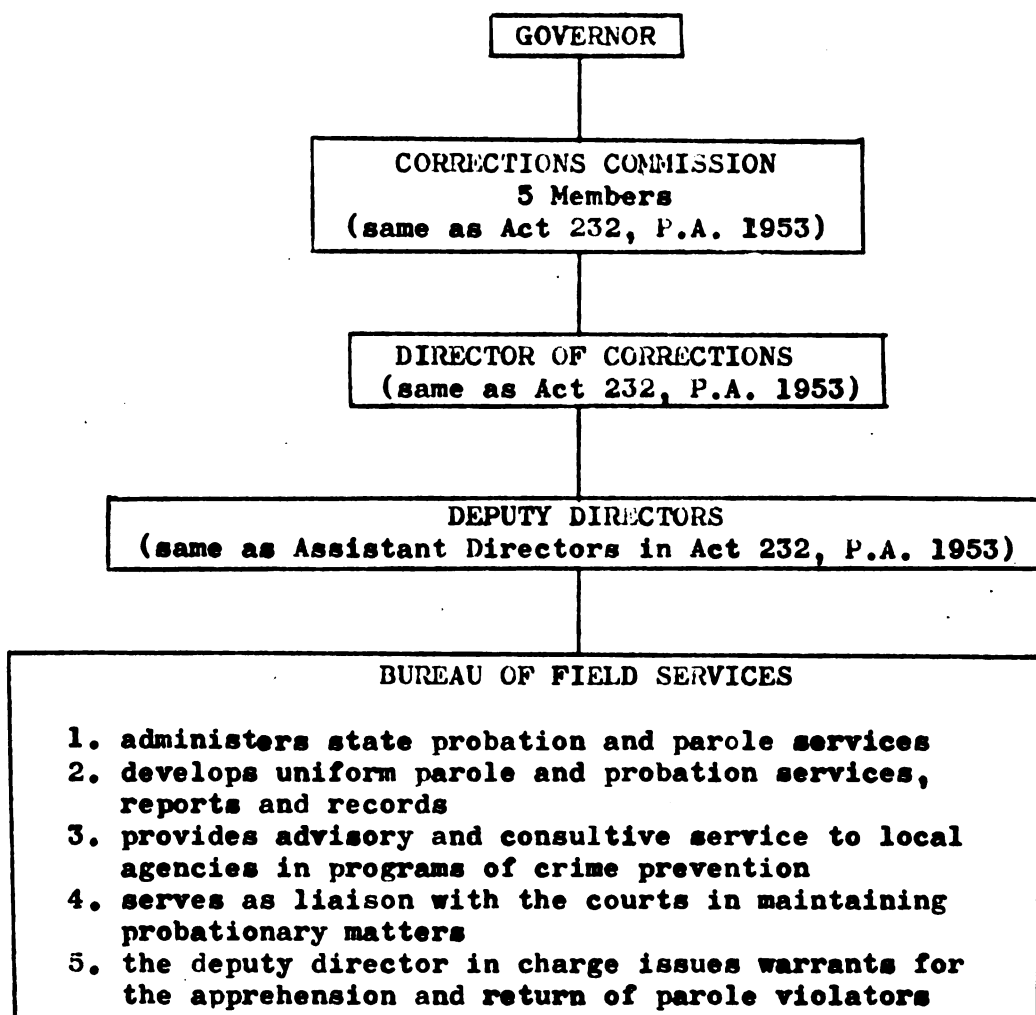 GOVERNOR
CORRECTIONS COMMISSION
5 Members
(same as Act 232, P.A. 1953)
DIRECTOR OF CORRECTIONS
(same as Act 232, P.A. 1953)
DEPUTY DIRECTORS
(same as Assistant Directors in Act 232, P.A. 1953)
BUREAU OF FIELD SERVICES
1. administers state probation and parole services
2. develops uniform parole and probation services,
reports and records
3. provides advisory and consultive service to local
agencies in programs of crime prevention
4. serves as liaison with the courts in maintaining
probationary matters
5. the deputy director in charge issues warrants for
the apprehension and return of parole violators